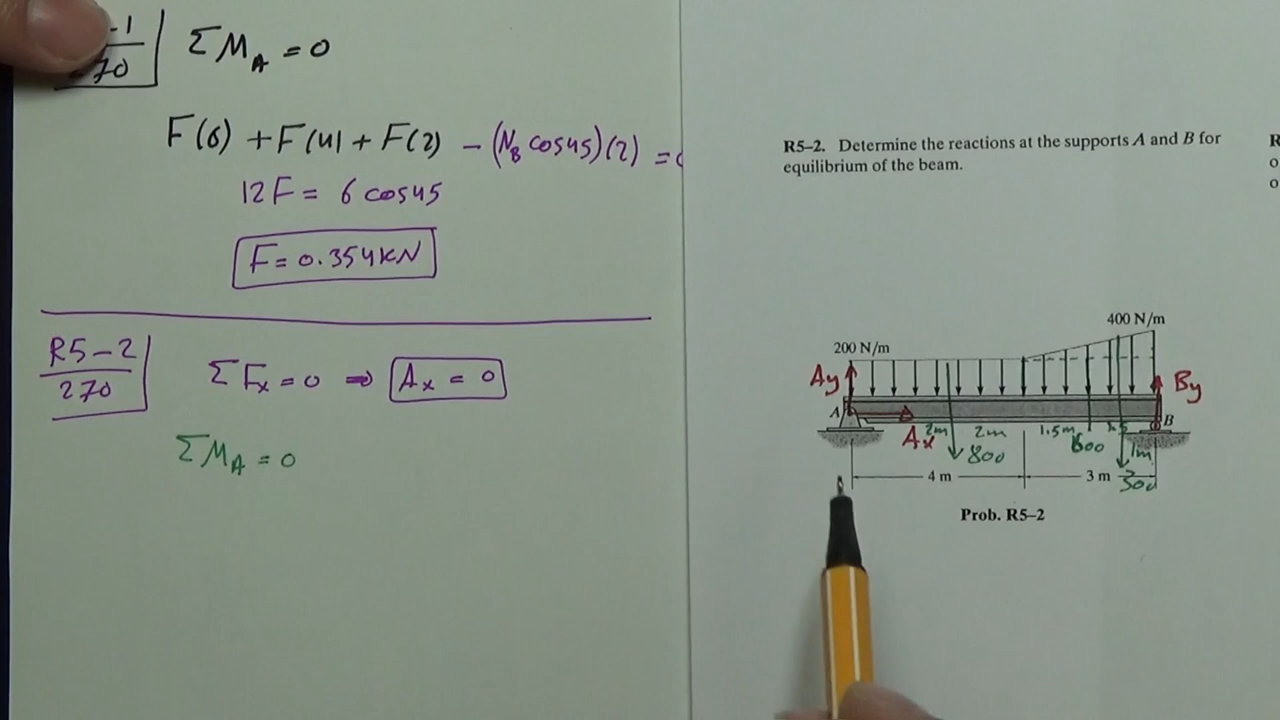 -1
270
ΣM_A = 0
F(6) + F(4) + F(2) - (N_B cos45)(2) = 0
12F = 6 cos45
F = 0.354 KN
R5-2
270
ΣF_x = 0 ⇒ A_x = 0
ΣM_A = 0
R5–2. Determine the reactions at the supports A and B for
equilibrium of the beam.
R
o
o
400 N/m
200 N/m
Ay
By
A
B
Ax
2m
2m
1.5m
600
800
1m
300
4 m
3 m
Prob. R5–2